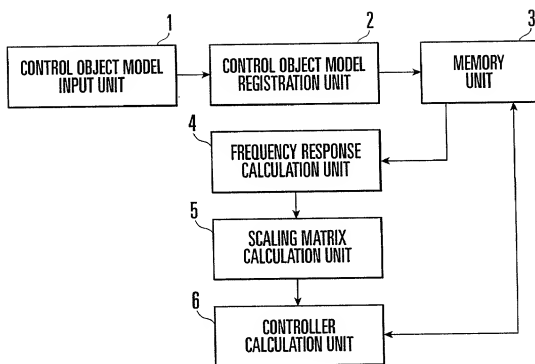 1
CONTROL OBJECT MODEL
INPUT UNIT
2
CONTROL OBJECT MODEL
REGISTRATION UNIT
3
MEMORY
UNIT
4
FREQUENCY RESPONSE
CALCULATION UNIT
5
SCALING MATRIX
CALCULATION UNIT
6
CONTROLLER
CALCULATION UNIT